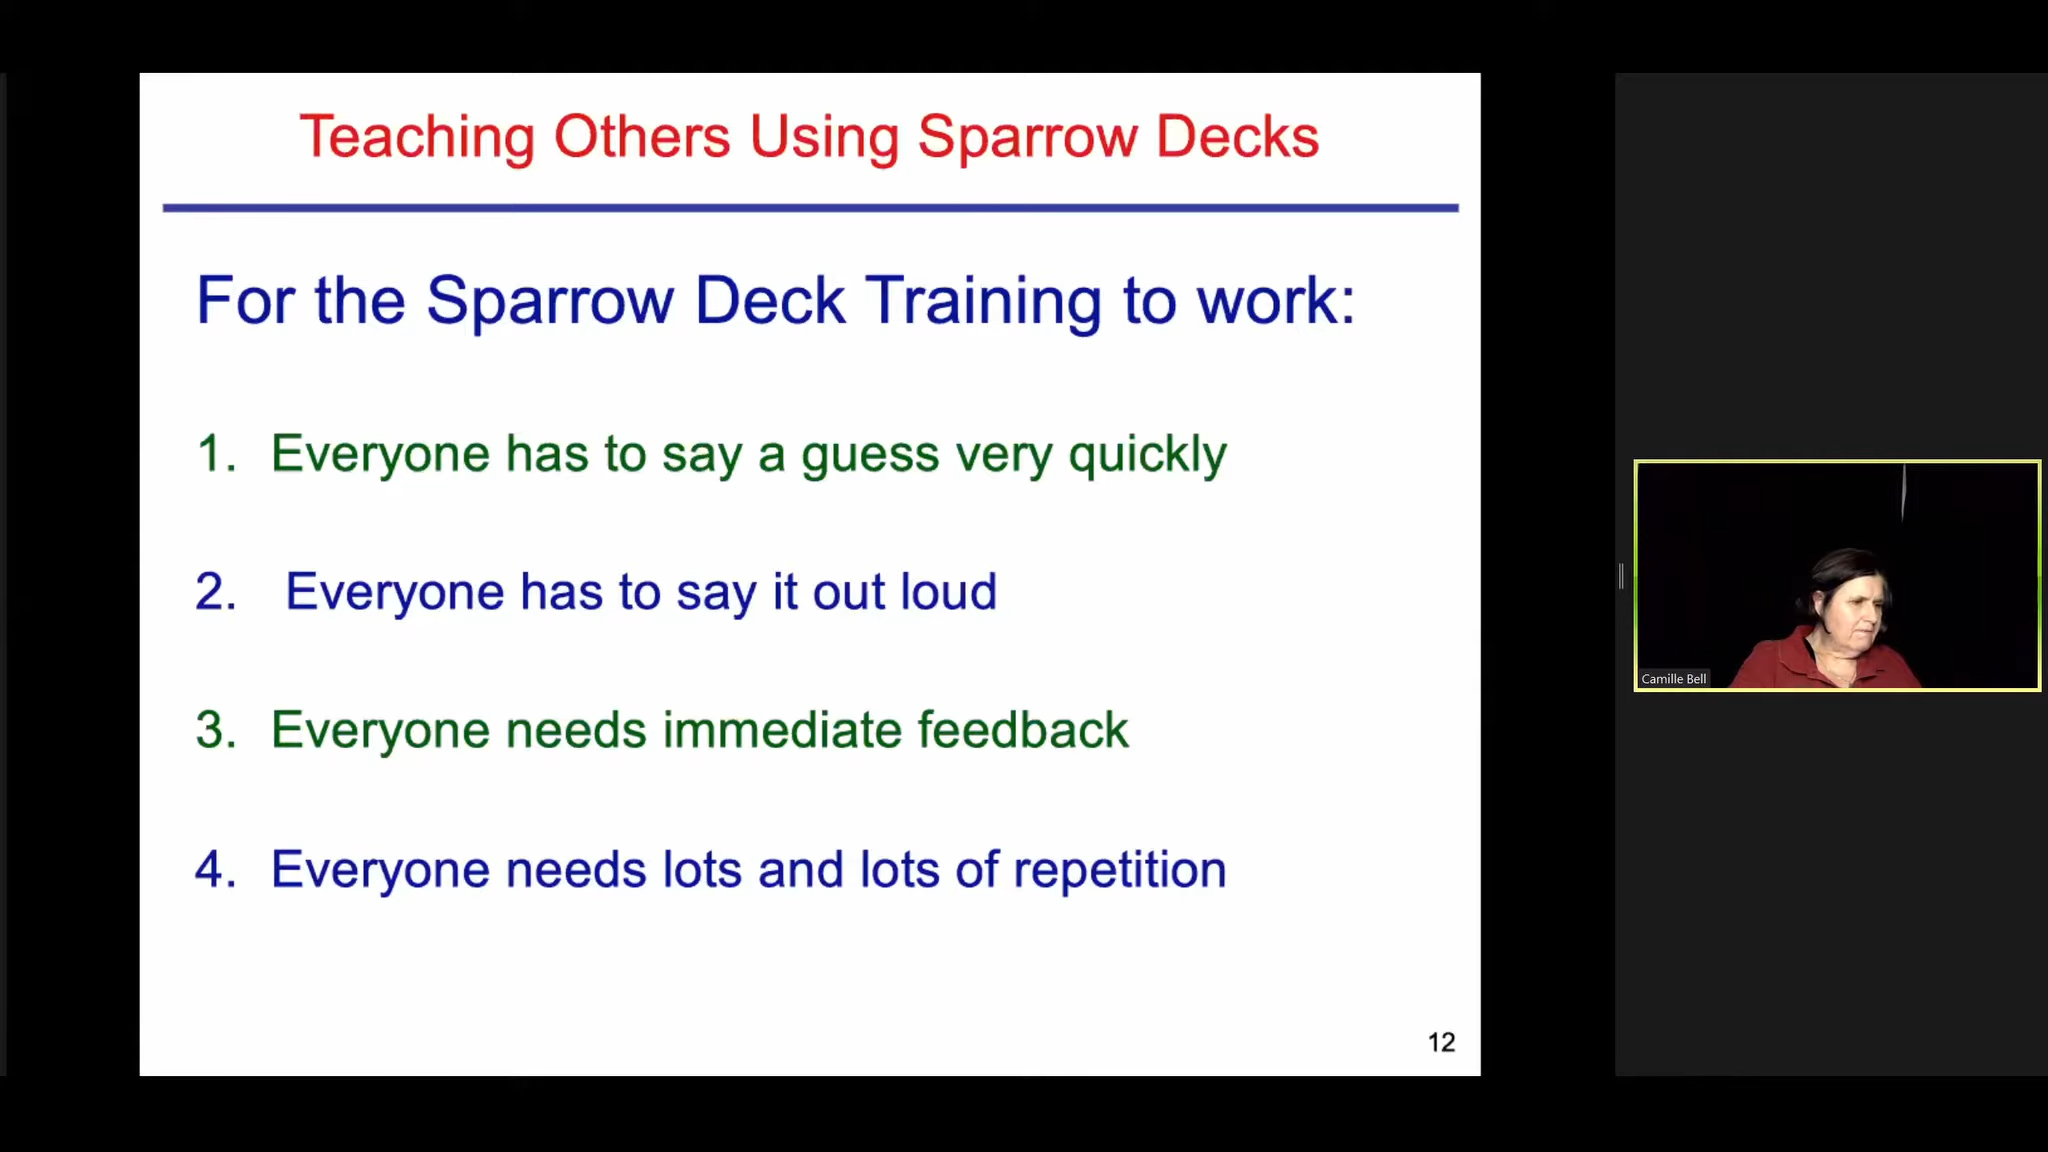 Teaching Others Using Sparrow Decks
For the Sparrow Deck Training to work:
1. Everyone has to say a guess very quickly
2. Everyone has to say it out loud
3. Everyone needs immediate feedback
4. Everyone needs lots and lots of repetition
12
Camille Bell